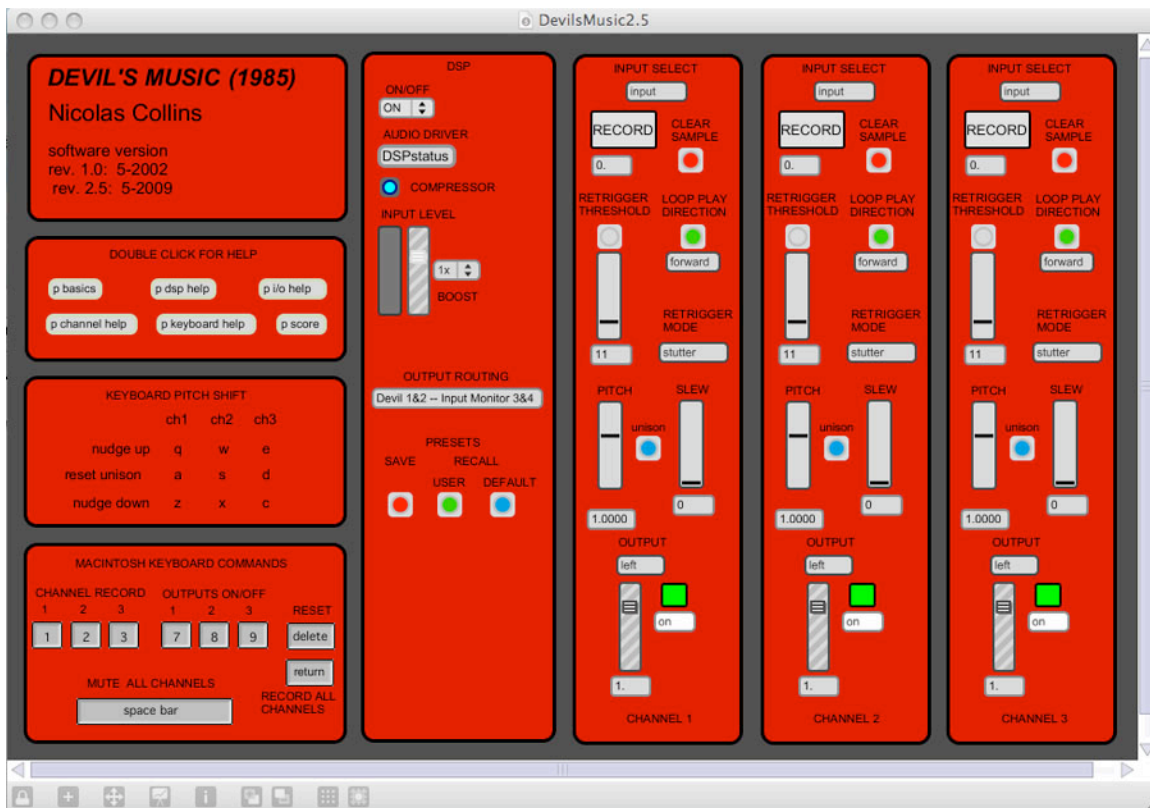 DevilsMusic2.5
DEVIL'S MUSIC (1985)
Nicolas Collins
software version
rev. 1.0: 5-2002
rev. 2.5: 5-2009
DOUBLE CLICK FOR HELP
p basics p dsp help p i/o help
p channel help p keyboard help p score
KEYBOARD PITCH SHIFT
ch1 ch2 ch3
nudge up q w e
reset unison a s d
nudge down z x c
MACINTOSH KEYBOARD COMMANDS
CHANNEL RECORD OUTPUTS ON/OFF
1 2 3 1 2 3 RESET
1 2 3 7 8 9 delete
return
MUTE ALL CHANNELS
RECORD ALL
CHANNELS
space bar
DSP
ON/OFF
ON
AUDIO DRIVER
DSPstatus
COMPRESSOR
INPUT LEVEL
1x
BOOST
OUTPUT ROUTING
Devil 1&2 -- Input Monitor 3&4
PRESETS
SAVE RECALL
USER DEFAULT
INPUT SELECT
input
RECORD
CLEAR
SAMPLE
0.
RETRIGGER
THRESHOLD
LOOP PLAY
DIRECTION
forward
RETRIGGER
MODE
11
stutter
PITCH SLEW
unison
0
1.0000
OUTPUT
left
on
1.
CHANNEL 1
INPUT SELECT
input
RECORD
CLEAR
SAMPLE
0.
RETRIGGER
THRESHOLD
LOOP PLAY
DIRECTION
forward
RETRIGGER
MODE
11
stutter
PITCH SLEW
unison
0
1.0000
OUTPUT
left
on
1.
CHANNEL 2
INPUT SELECT
input
RECORD
CLEAR
SAMPLE
0.
RETRIGGER
THRESHOLD
LOOP PLAY
DIRECTION
forward
RETRIGGER
MODE
11
stutter
PITCH SLEW
unison
0
1.0000
OUTPUT
left
on
1.
CHANNEL 3